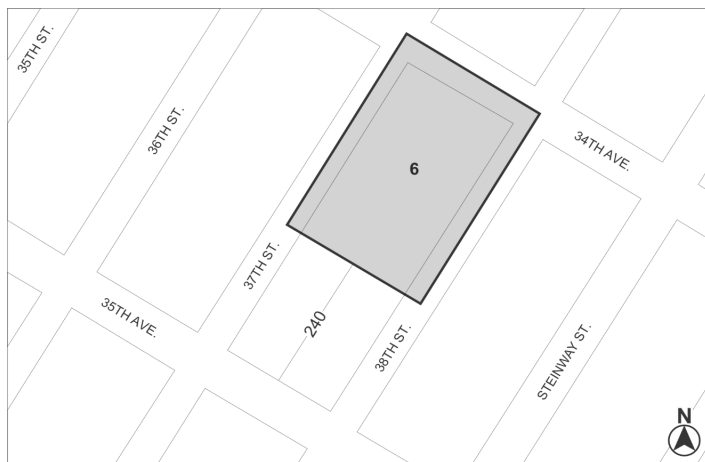 35TH ST.
36TH ST.
6
34TH AVE.
37TH ST.
35TH AVE.
240
38TH ST.
STEINWAY ST.
N